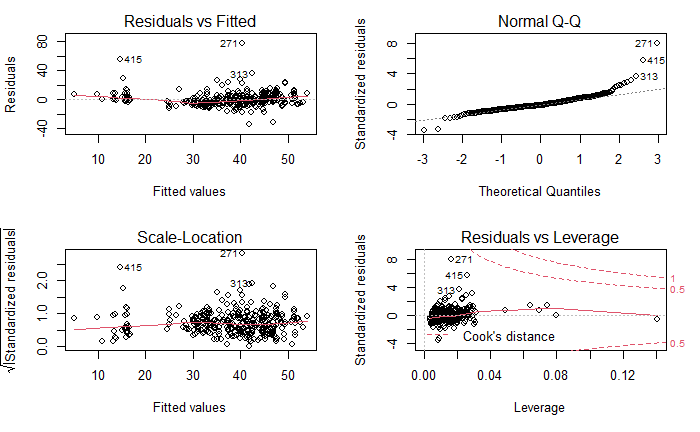 Residuals vs Fitted
Residuals
80
40
0
-40
271
415
313
10 20 30 40 50
Fitted values
Normal Q-Q
Standardized residuals
8
4
0
-4
271
415
313
-3 -2 -1 0 1 2 3
Theoretical Quantiles
Scale-Location
√|Standardized residuals|
2.0
1.0
0.0
271
415
313
10 20 30 40 50
Fitted values
Residuals vs Leverage
Standardized residuals
8
4
0
-4
271
415
313
1
0.5
0.5
Cook's distance
0.00 0.04 0.08 0.12
Leverage